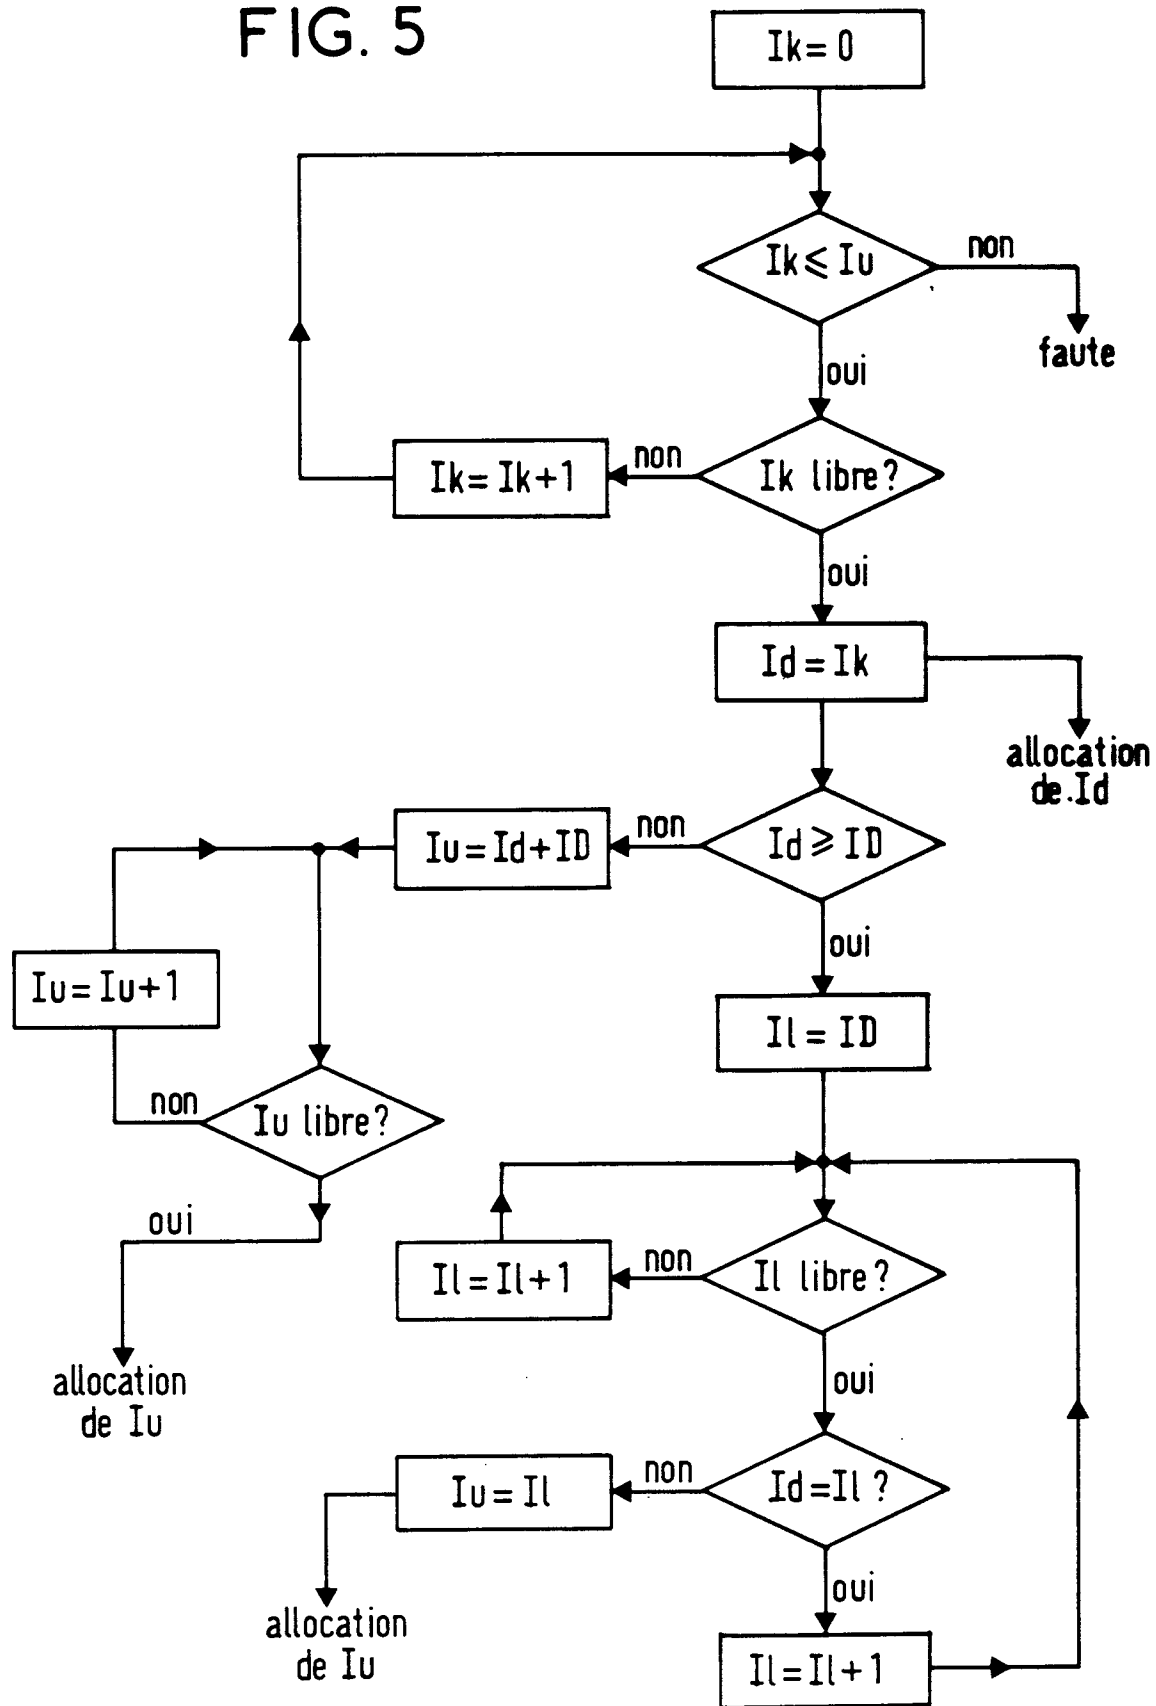 FIG. 5
Ik = 0
Ik ⩽ Iu
non
faute
oui
Ik = Ik+1
non
Ik libre?
oui
Id = Ik
allocation
de Id
Iu = Id+ID
non
Id ⩾ ID
oui
Iu = Iu+1
Il = ID
non
Iu libre?
oui
Il = Il+1
non
Il libre?
oui
allocation
de Iu
Iu = Il
non
Id = Il ?
oui
allocation
de Iu
Il = Il+1